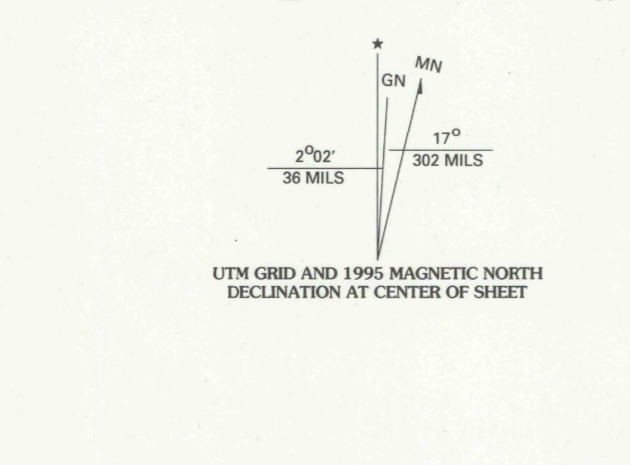 MN
GN
17°
302 MILS
2°02'
36 MILS
UTM GRID AND 1995 MAGNETIC NORTH
DECLINATION AT CENTER OF SHEET